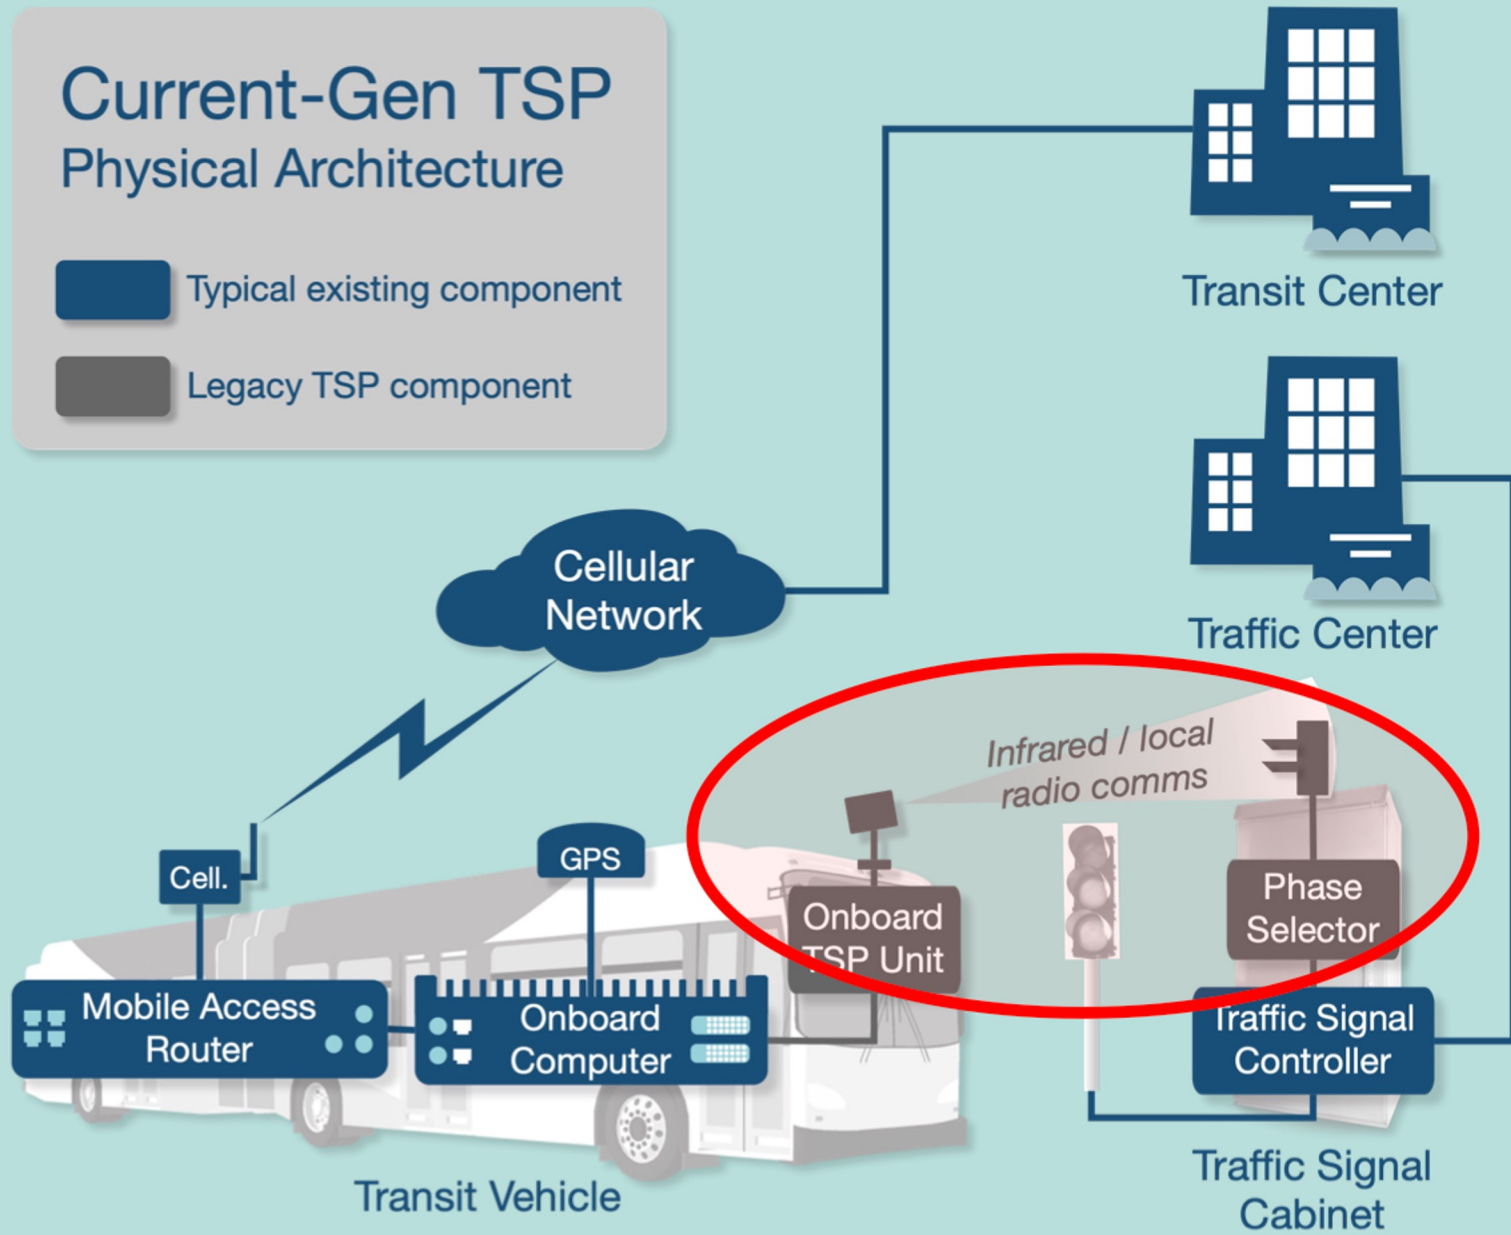 Current-Gen TSP
Physical Architecture
Typical existing component
Legacy TSP component
Transit Center
Traffic Center
Cellular
Network
Infrared / local
radio comms
Cell.
GPS
Onboard
TSP Unit
Phase
Selector
Mobile Access
Router
Onboard
Computer
Traffic Signal
Controller
Transit Vehicle
Traffic Signal
Cabinet